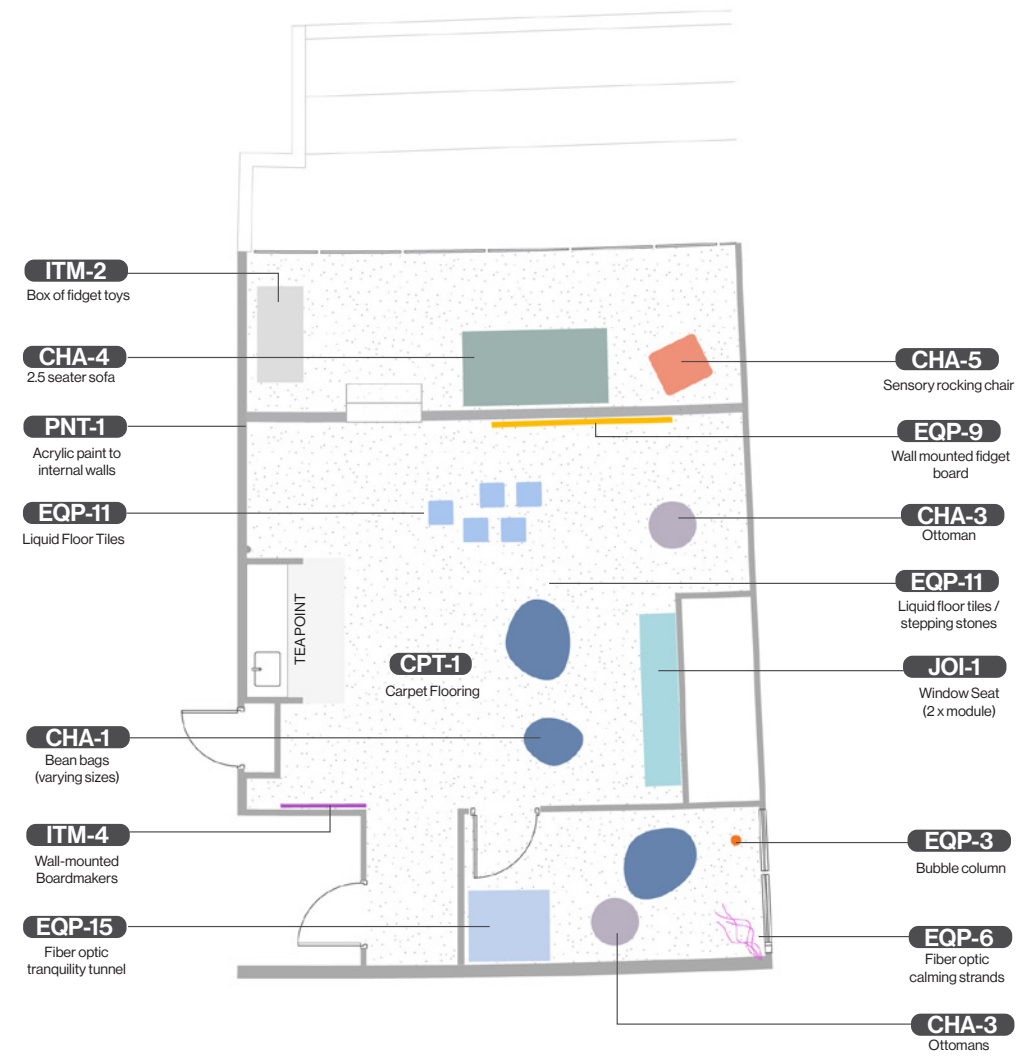 ITM-2
Box of fidget toys
CHA-4
2.5 seater sofa
PNT-1
Acrylic paint to
internal walls
EQP-11
Liquid Floor Tiles
TEA POINT
CPT-1
Carpet Flooring
CHA-1
Bean bags
(varying sizes)
ITM-4
Wall-mounted
Boardmakers
EQP-15
Fiber optic
tranquility tunnel
CHA-5
Sensory rocking chair
EQP-9
Wall mounted fidget
board
CHA-3
Ottoman
EQP-11
Liquid floor tiles /
stepping stones
JOI-1
Window Seat
(2 x module)
EQP-3
Bubble column
EQP-6
Fiber optic
calming strands
CHA-3
Ottomans